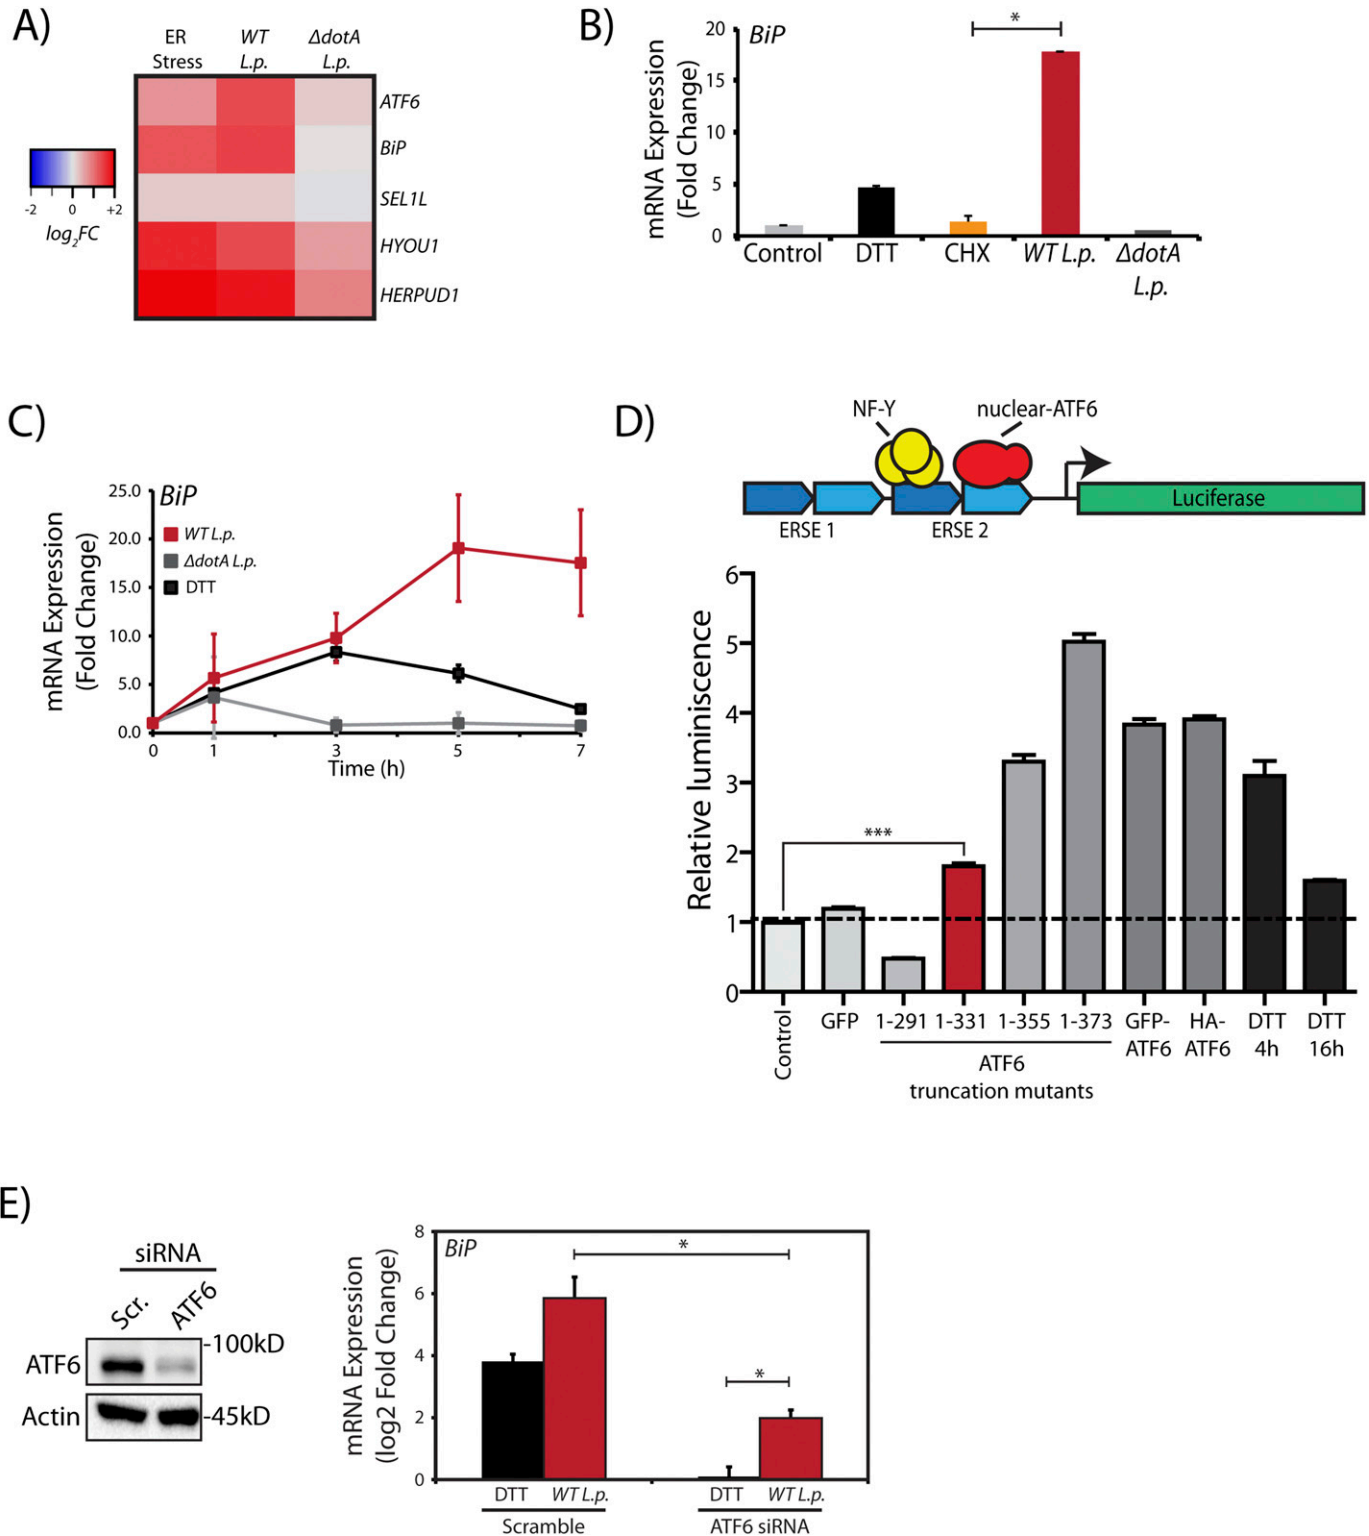 A)
ER Stress
WT L.p.
ΔdotA L.p.
ATF6
BiP
SEL1L
HYOU1
HERPUD1
-2 0 +2
log2FC
B)
BiP
mRNA Expression
(Fold Change)
20
15
10
5
0
*
Control DTT CHX WT L.p. ΔdotA L.p.
C)
BiP
WT L.p.
ΔdotA L.p.
DTT
mRNA Expression
(Fold Change)
25.0
20.0
15.0
10.0
5.0
0.0
0 1 3 5 7
Time (h)
D)
NF-Y
nuclear-ATF6
ERSE 1
ERSE 2
Luciferase
Relative luminiscence
6
5
4
3
2
1
0
***
Control
GFP
1-291 1-331 1-355 1-373
ATF6
truncation mutants
GFP-ATF6
HA-ATF6
DTT 4h
DTT 16h
E)
siRNA
Scr. ATF6
ATF6
-100kD
Actin
-45kD
BiP
mRNA Expression
(log2 Fold Change)
8
6
4
2
0
*
*
DTT WT L.p. DTT WT L.p.
Scramble ATF6 siRNA